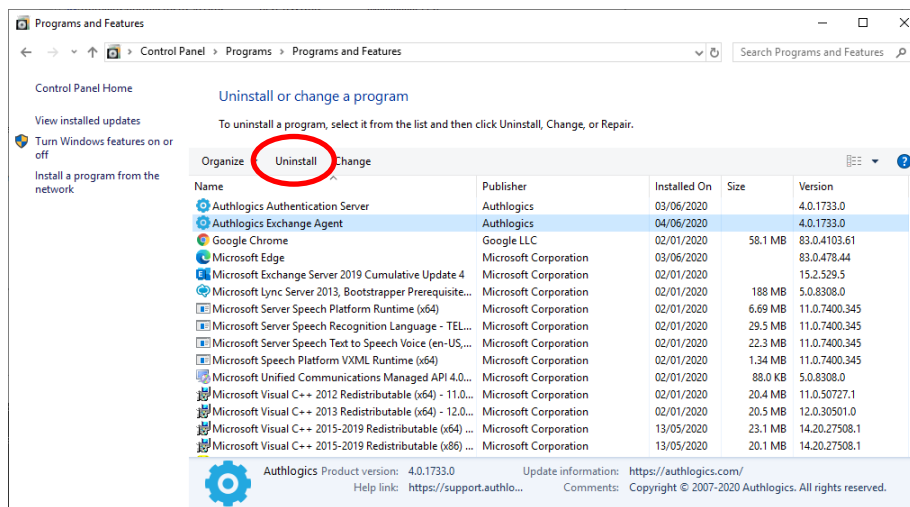 Programs and Features
Control Panel > Programs > Programs and Features
Search Programs and Features
Control Panel Home
View installed updates
Turn Windows features on or
off
Install a program from the
network
Uninstall or change a program
To uninstall a program, select it from the list and then click Uninstall, Change, or Repair.
Organize Uninstall Change
Name Publisher Installed On Size Version
Authlogics Authentication Server Authlogics 03/06/2020 4.0.1733.0
Authlogics Exchange Agent Authlogics 04/06/2020 4.0.1733.0
Google Chrome Google LLC 02/01/2020 58.1 MB 83.0.4103.61
Microsoft Edge Microsoft Corporation 03/06/2020 83.0.478.44
Microsoft Exchange Server 2019 Cumulative Update 4 Microsoft Corporation 02/01/2020 15.2.529.5
Microsoft Lync Server 2013, Bootstrapper Prerequisite... Microsoft Corporation 02/01/2020 188 MB 5.0.8308.0
Microsoft Server Speech Platform Runtime (x64) Microsoft Corporation 02/01/2020 6.69 MB 11.0.7400.345
Microsoft Server Speech Recognition Language - TEL... Microsoft Corporation 02/01/2020 29.5 MB 11.0.7400.345
Microsoft Server Speech Text to Speech Voice (en-US,... Microsoft Corporation 02/01/2020 22.3 MB 11.0.7400.345
Microsoft Speech Platform VXML Runtime (x64) Microsoft Corporation 02/01/2020 1.34 MB 11.0.7400.345
Microsoft Unified Communications Managed API 4.0... Microsoft Corporation 02/01/2020 88.0 KB 5.0.8308.0
Microsoft Visual C++ 2012 Redistributable (x64) - 11.0... Microsoft Corporation 02/01/2020 20.4 MB 11.0.50727.1
Microsoft Visual C++ 2013 Redistributable (x64) - 12.0... Microsoft Corporation 02/01/2020 20.5 MB 12.0.30501.0
Microsoft Visual C++ 2015-2019 Redistributable (x64) ... Microsoft Corporation 13/05/2020 23.1 MB 14.20.27508.1
Microsoft Visual C++ 2015-2019 Redistributable (x86) ... Microsoft Corporation 13/05/2020 20.1 MB 14.20.27508.1
Authlogics Product version: 4.0.1733.0 Update information: https://authlogics.com/
Help link: https://support.authlo... Comments: Copyright © 2007-2020 Authlogics. All rights reserved.